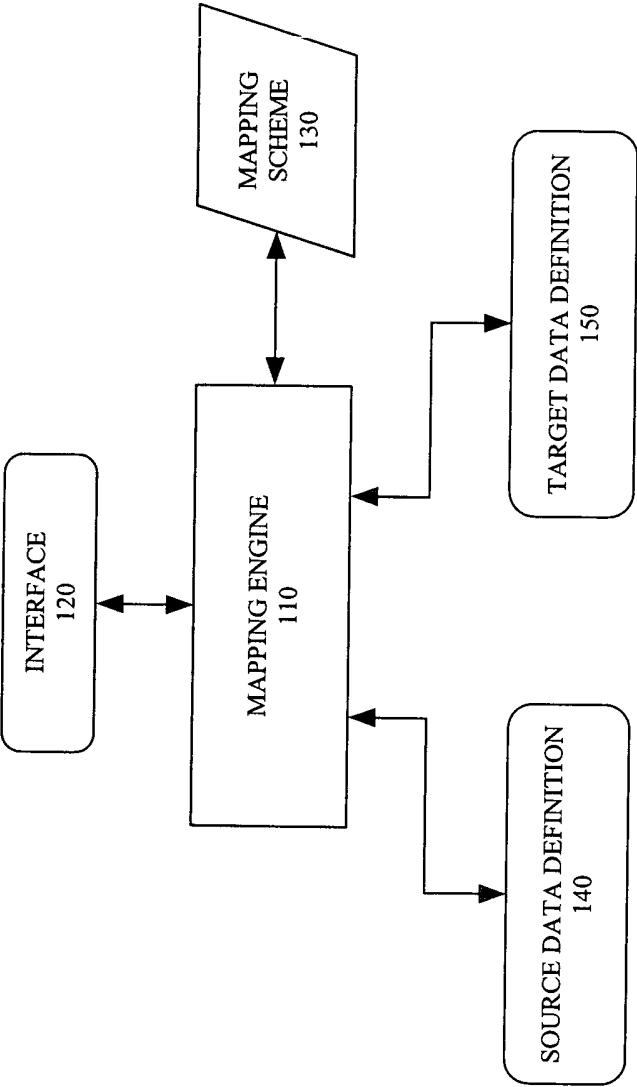 INTERFACE
120
MAPPING ENGINE
110
MAPPING
SCHEME
130
SOURCE DATA DEFINITION
140
TARGET DATA DEFINITION
150